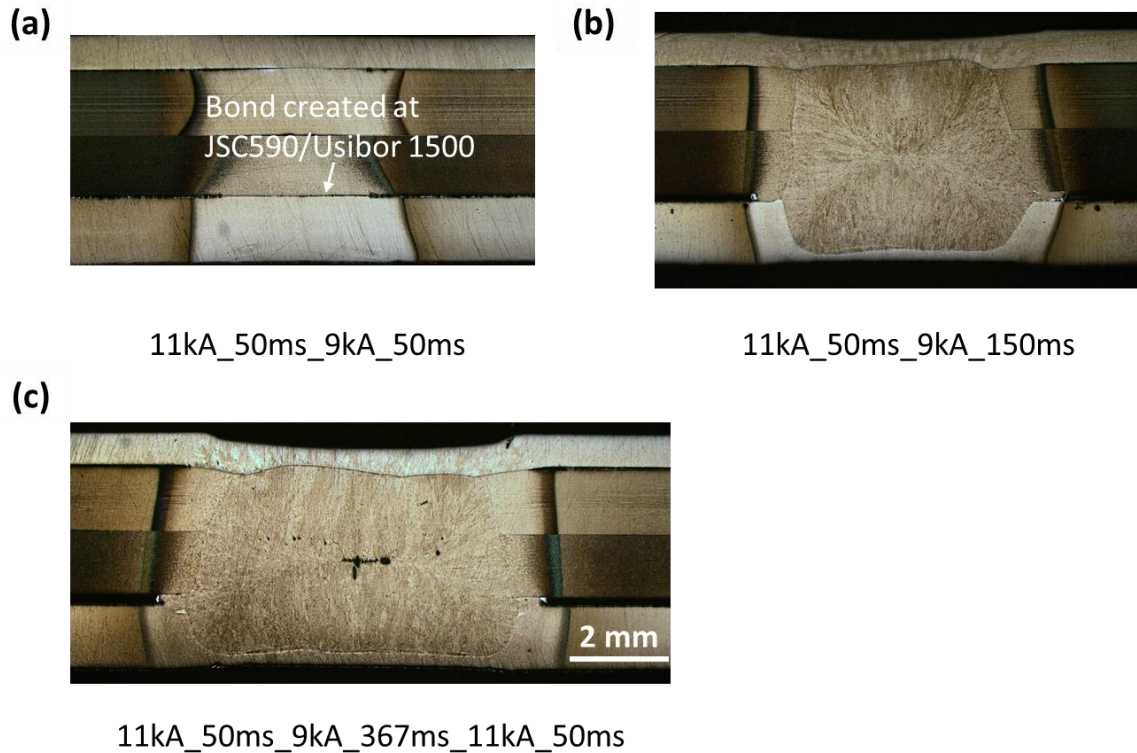 (a)
(b)
Bond created at
JSC590/Usibor 1500
11kA_50ms_9kA_50ms
11kA_50ms_9kA_150ms
(c)
2 mm
11kA_50ms_9kA_367ms_11kA_50ms